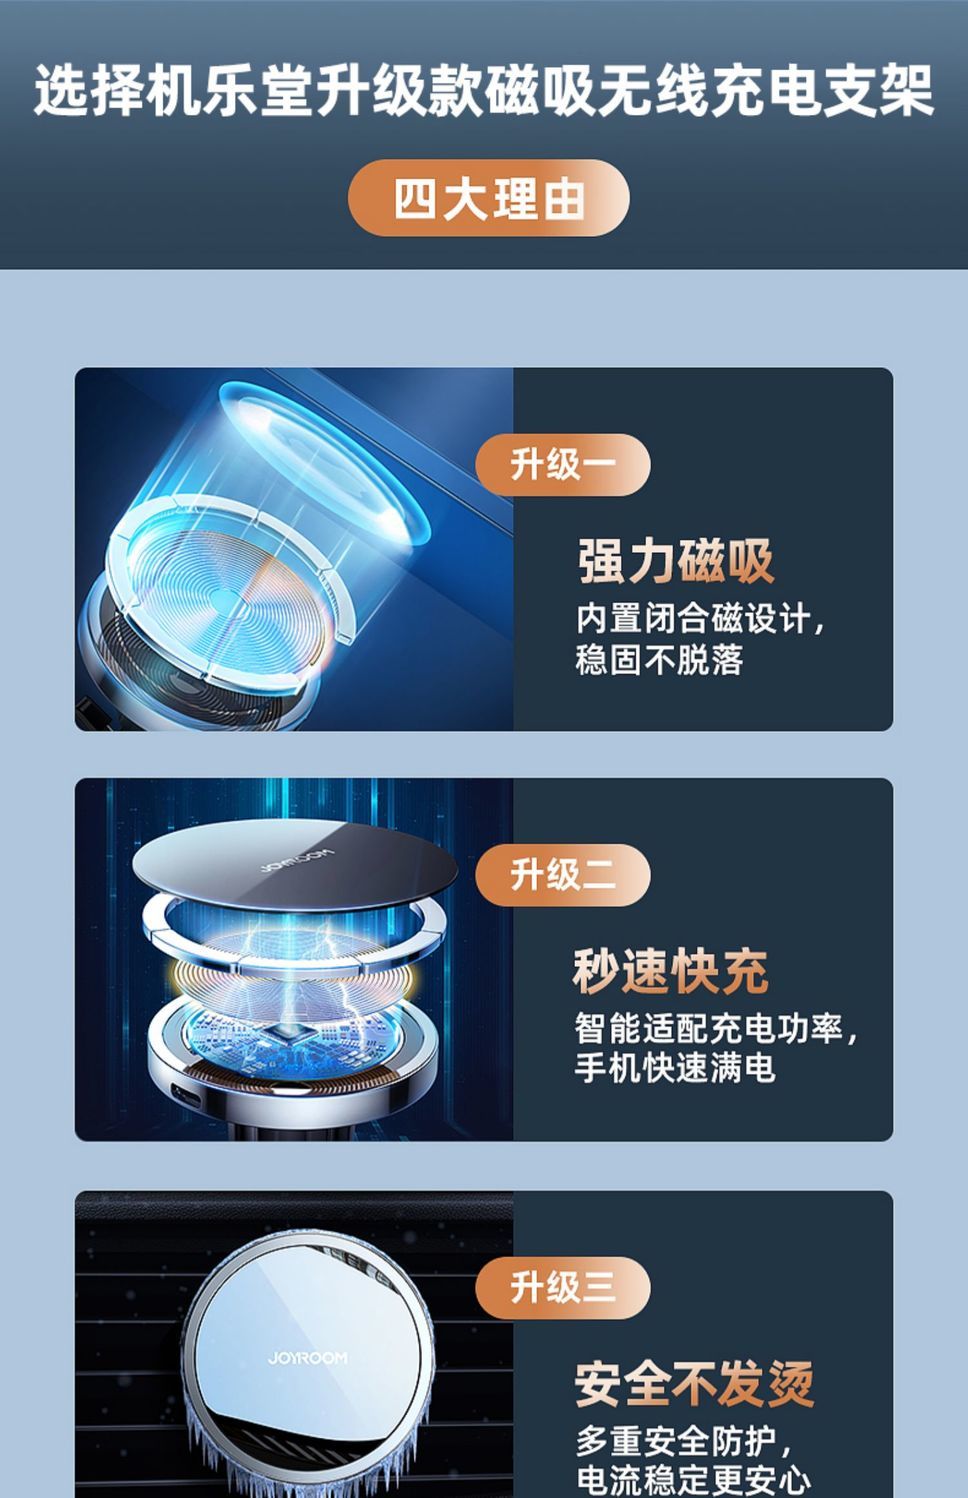 选择机乐堂升级款磁吸无线充电支架
四大理由
升级一
强力磁吸
内置闭合磁设计，
稳固不脱落
JOYROOM
升级二
秒速快充
智能适配充电功率，
手机快速满电
JOYROOM
升级三
安全不发烫
多重安全防护，
电流稳定更安心